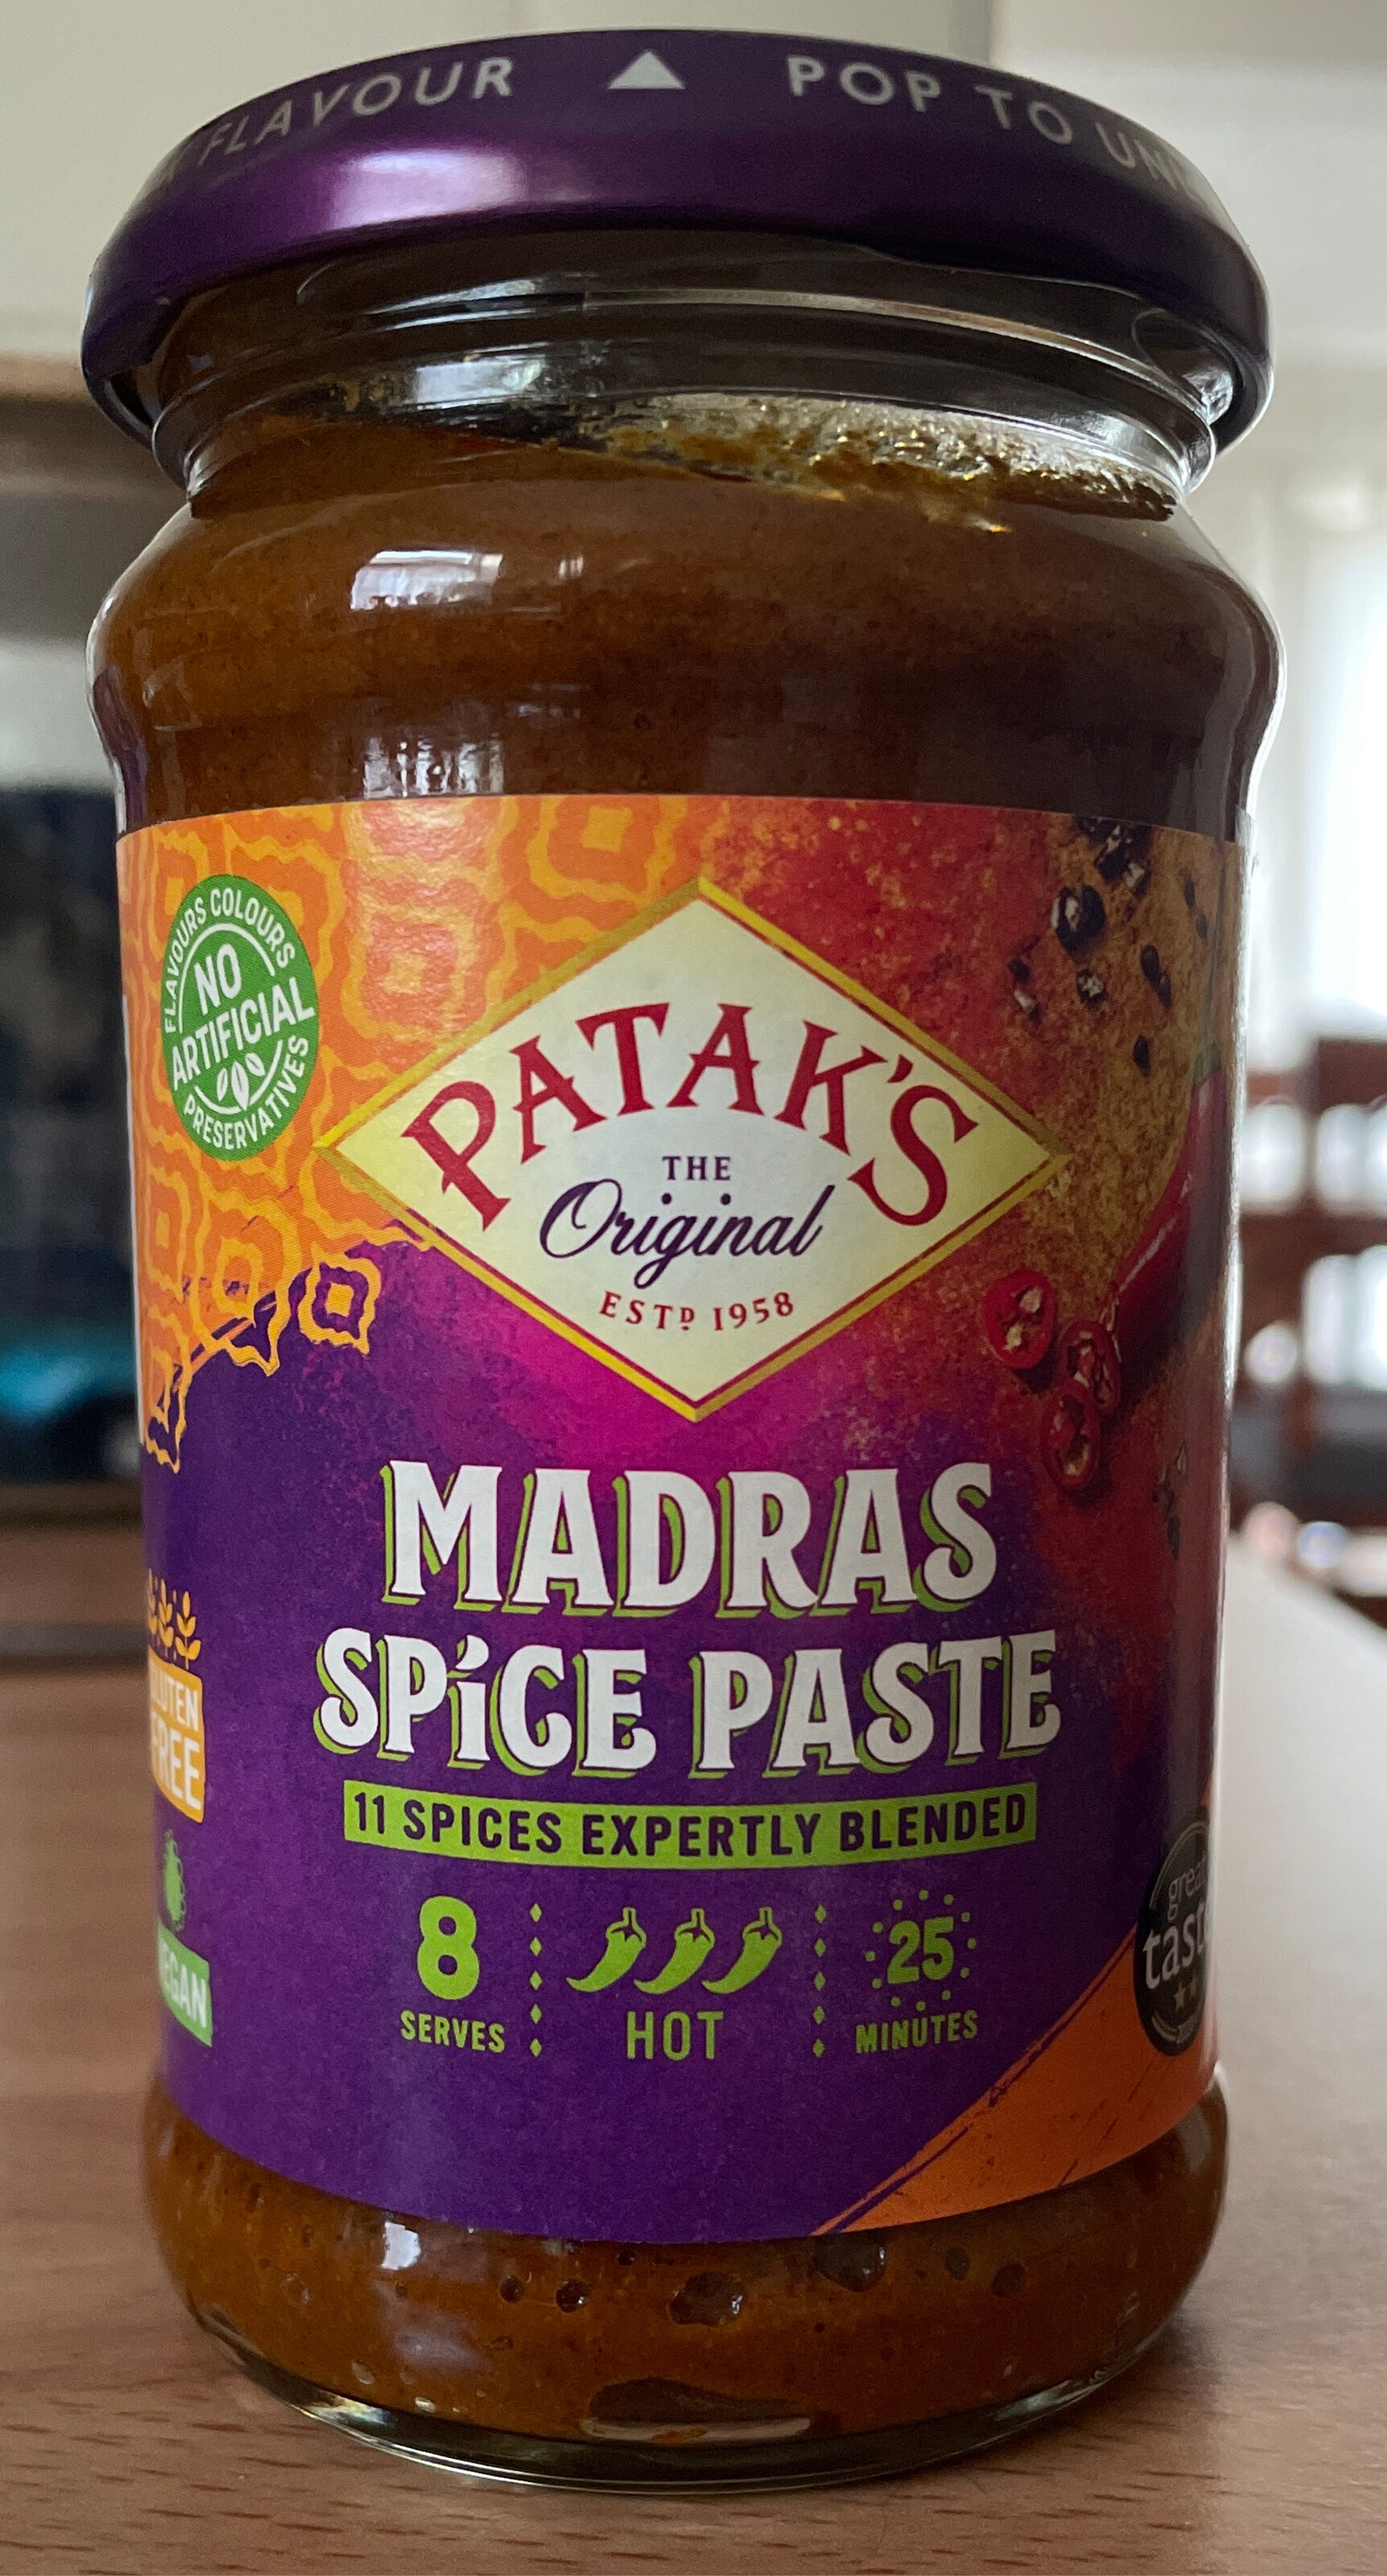 FLAVOUR ▲ POP TO
FLAVOURS COLOURS
NO
ARTIFICIAL
PRESERVATIVES
PATAK'S
THE
Original
ESTD 1958
MADRAS
SPICE PASTE
11 SPICES EXPERTLY BLENDED
GLUTEN
FREE
VEGAN
8
SERVES
HOT
25
MINUTES
great
taste